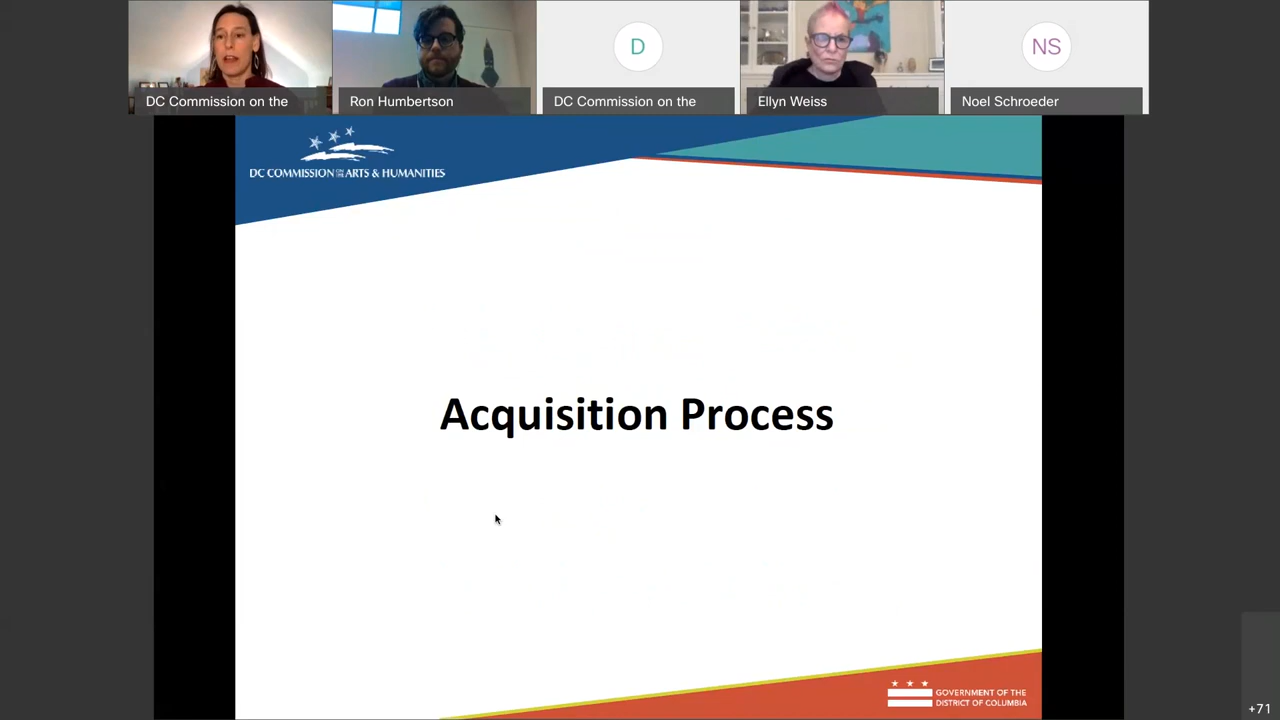 D
NS
DC Commission on the
Ron Humbertson
DC Commission on the
Ellyn Weiss
Noel Schroeder
DC COMMISSION ON THE ARTS & HUMANITIES
Acquisition Process
GOVERNMENT OF THE
DISTRICT OF COLUMBIA
+71